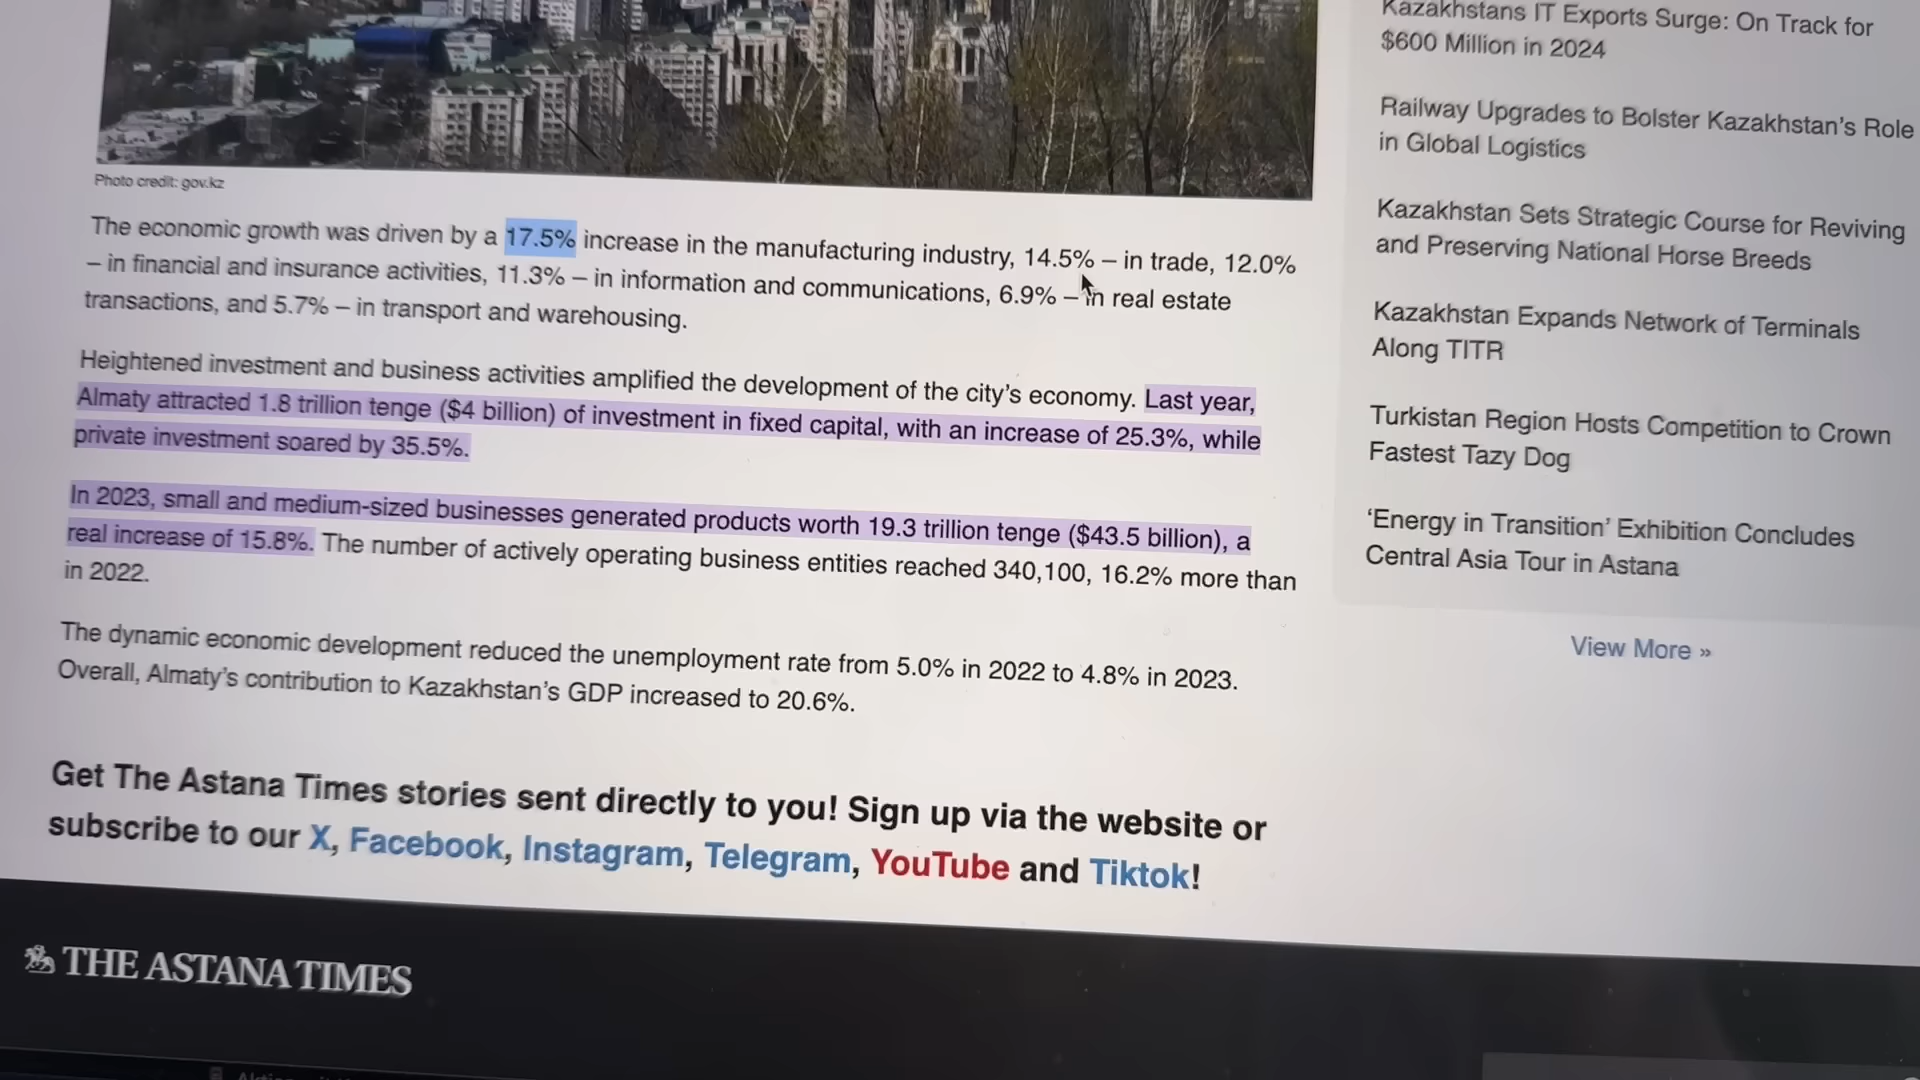 Photo credit: gov.kz
The economic growth was driven by a 17.5% increase in the manufacturing industry, 14.5% – in trade, 12.0%
– in financial and insurance activities, 11.3% – in information and communications, 6.9% – in real estate
transactions, and 5.7% – in transport and warehousing.
Heightened investment and business activities amplified the development of the city's economy. Last year,
Almaty attracted 1.8 trillion tenge ($4 billion) of investment in fixed capital, with an increase of 25.3%, while
private investment soared by 35.5%.
In 2023, small and medium-sized businesses generated products worth 19.3 trillion tenge ($43.5 billion), a
real increase of 15.8%. The number of actively operating business entities reached 340,100, 16.2% more than
in 2022.
The dynamic economic development reduced the unemployment rate from 5.0% in 2022 to 4.8% in 2023.
Overall, Almaty's contribution to Kazakhstan's GDP increased to 20.6%.
Get The Astana Times stories sent directly to you! Sign up via the website or
subscribe to our X, Facebook, Instagram, Telegram, YouTube and Tiktok!
THE ASTANA TIMES
Kazakhstans IT Exports Surge: On Track for
$600 Million in 2024
Railway Upgrades to Bolster Kazakhstan's Role
in Global Logistics
Kazakhstan Sets Strategic Course for Reviving
and Preserving National Horse Breeds
Kazakhstan Expands Network of Terminals
Along TITR
Turkistan Region Hosts Competition to Crown
Fastest Tazy Dog
‘Energy in Transition’ Exhibition Concludes
Central Asia Tour in Astana
View More »